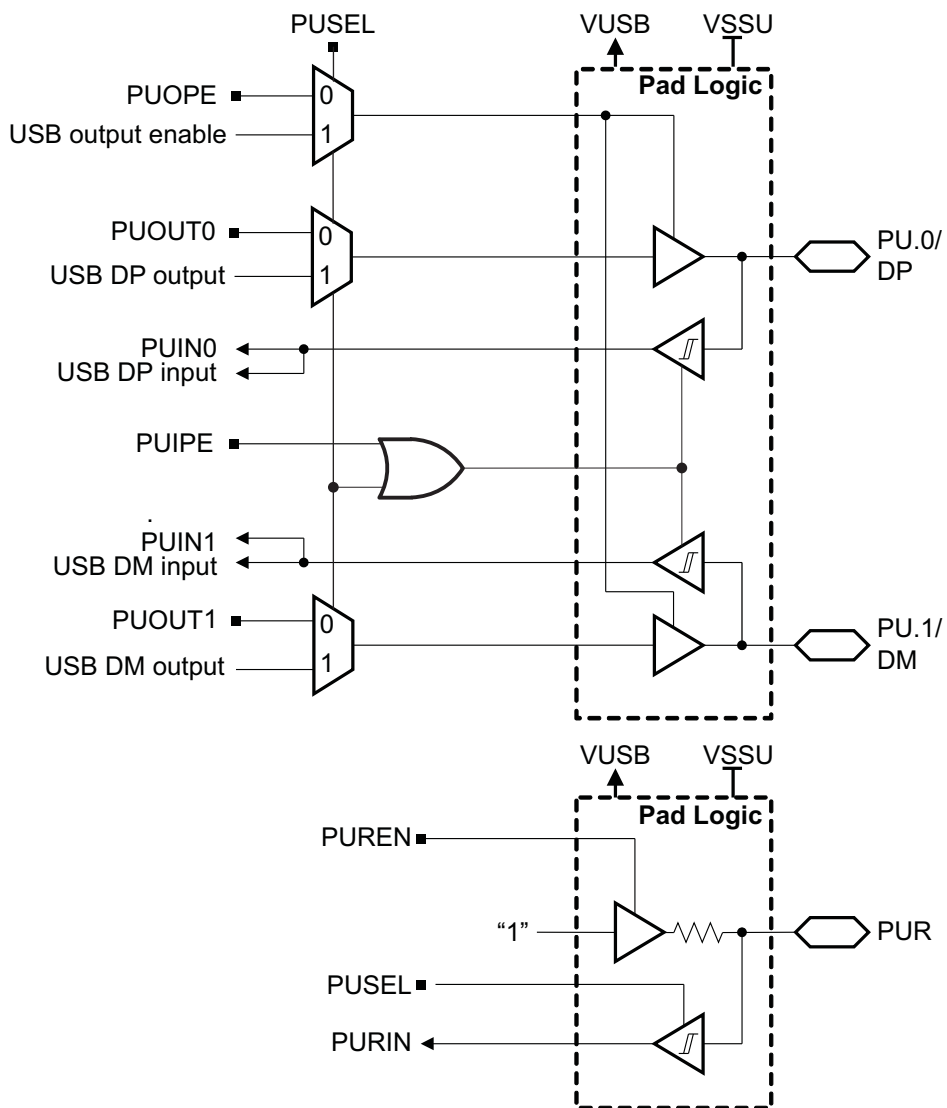 PUSEL
VUSB
VSSU
Pad Logic
PUOPE
0
USB output enable
1
PUOUT0
0
USB DP output
1
PU.0/
DP
PUIN0
USB DP input
PUIPE
.
PUIN1
USB DM input
PUOUT1
0
USB DM output
1
PU.1/
DM
VUSB
VSSU
Pad Logic
PUREN
“1”
PUR
PUSEL
PURIN